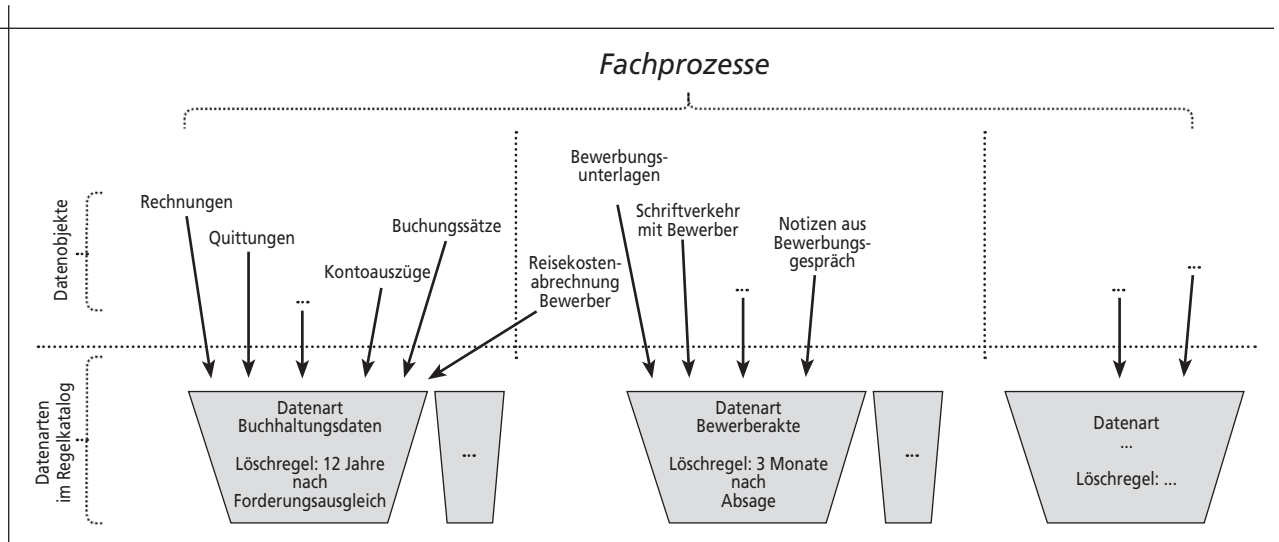 Fachprozesse
Datenobjekte
Rechnungen
Quittungen
...
Kontoauszüge
Buchungssätze
Reisekosten-
abrechnung
Bewerber
Bewerbungs-
unterlagen
Schriftverkehr
mit Bewerber
...
Notizen aus
Bewerbungs-
gespräch
...
...
Datenarten
im Regelkatalog
Datenart
Buchhaltungsdaten
Löschregel: 12 Jahre
nach
Forderungsausgleich
...
Datenart
Bewerberakte
Löschregel: 3 Monate
nach
Absage
...
Datenart
...
Löschregel: ...